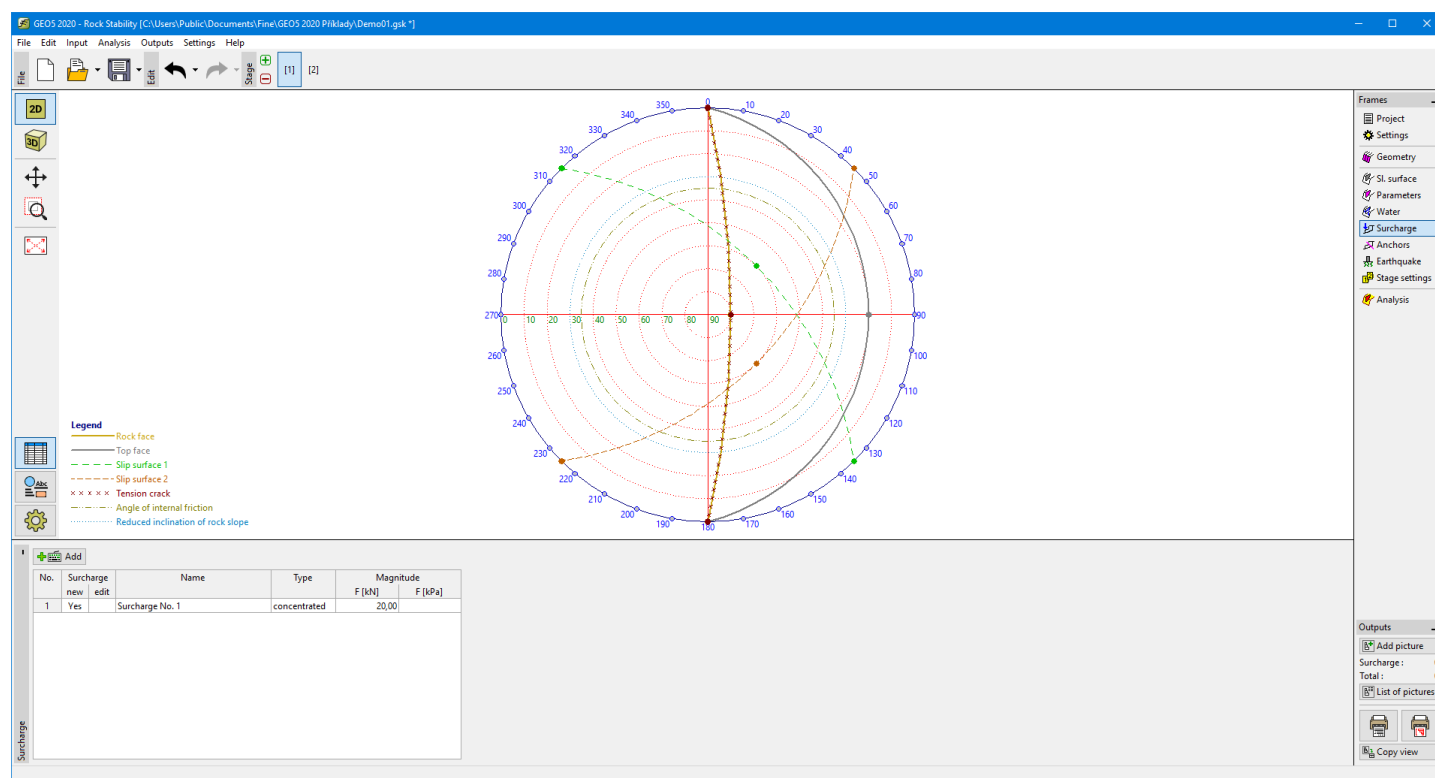 GEO5 2020 - Rock Stability [C:\Users\Public\Documents\Fine\GEO5 2020 Příklady\Demo01.gsk *]
File Edit Input Analysis Outputs Settings Help
File
Edit
Stage
[1] [2]
2D
3D
Abc
0 10 20 30 40 50 60 70 80 90 100 110 120 130 140 150 160 170 180 190 200 210 220 230 240 250 260 270 280 290 300 310 320 330 340 350
0 10 20 30 40 50 60 70 80 90
Legend
Rock face
Top face
Slip surface 1
Slip surface 2
Tension crack
Angle of internal friction
Reduced inclination of rock slope
Frames
Project
Settings
Geometry
Sl. surface
Parameters
Water
Surcharge
Anchors
Earthquake
Stage settings
Analysis
Surcharge
Add
No. Surcharge Name Type Magnitude
new edit F [kN] F [kPa]
1 Yes Surcharge No. 1 concentrated 20,00
Outputs
Add picture
Surcharge :
Total :
List of pictures
Copy view